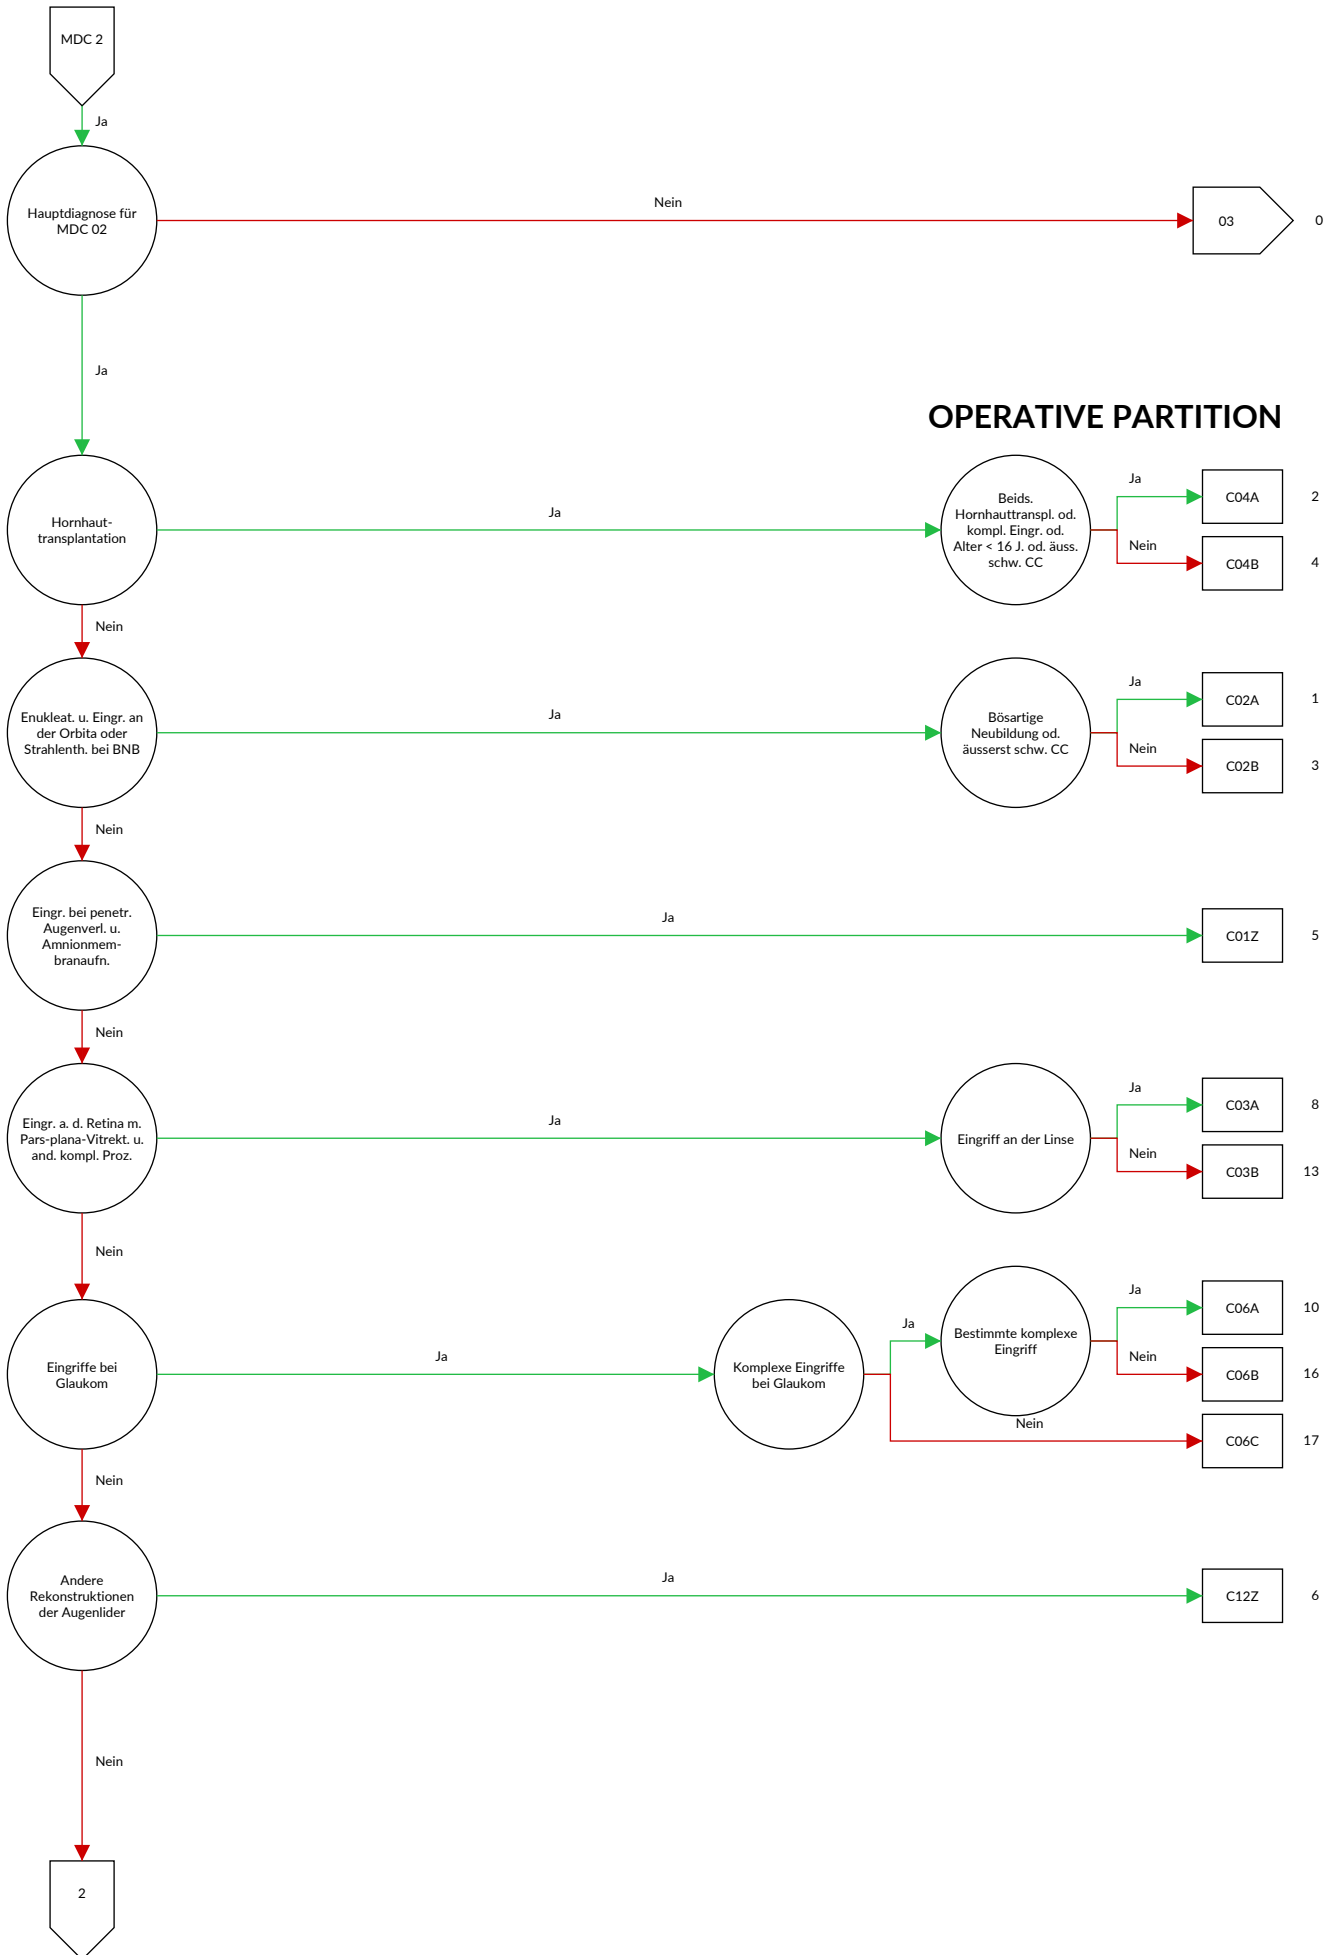 MDC 2
Ja
Hauptdiagnose für
MDC 02
Nein
03
0
Ja
OPERATIVE PARTITION
Hornhaut-
transplantation
Ja
Beids.
Hornhauttranspl. od.
kompl. Eingr. od.
Alter < 16 J. od. äuss.
schw. CC
Ja
C04A
2
Nein
C04B
4
Nein
Enukleat. u. Eingr. an
der Orbita oder
Strahlenth. bei BNB
Ja
Bösartige
Neubildung od.
äusserst schw. CC
Ja
C02A
1
Nein
C02B
3
Nein
Eingr. bei penetr.
Augenverl. u.
Amnionmem-
branaufn.
Ja
C01Z
5
Nein
Eingr. a. d. Retina m.
Pars-plana-Vitrekt. u.
and. kompl. Proz.
Ja
Eingriff an der Linse
Ja
C03A
8
Nein
C03B
13
Nein
Eingriffe bei
Glaukom
Ja
Komplexe Eingriffe
bei Glaukom
Ja
Bestimmte komplexe
Eingriff
Ja
C06A
10
Nein
C06B
16
Nein
C06C
17
Nein
Andere
Rekonstruktionen
der Augenlider
Ja
C12Z
6
Nein
2